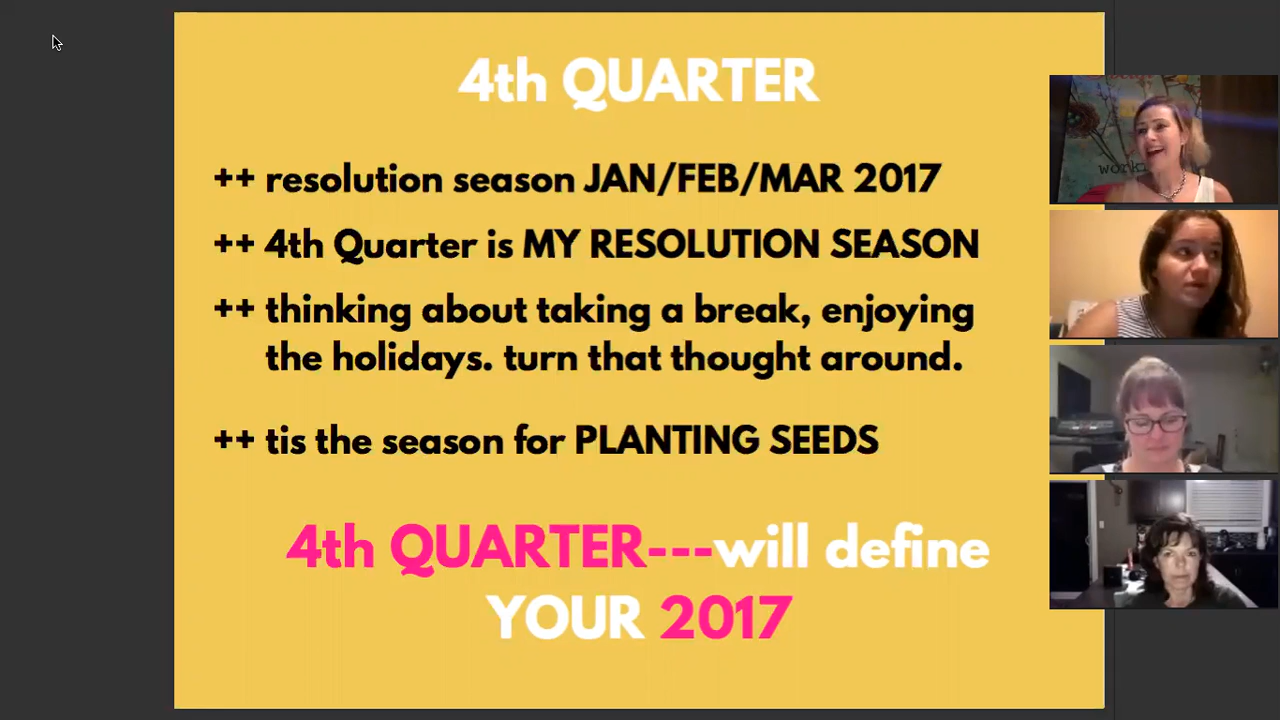 4th QUARTER
++ resolution season JAN/FEB/MAR 2017
++ 4th Quarter is MY RESOLUTION SEASON
++ thinking about taking a break, enjoying
the holidays. turn that thought around.
++ tis the season for PLANTING SEEDS
4th QUARTER---will define
YOUR 2017